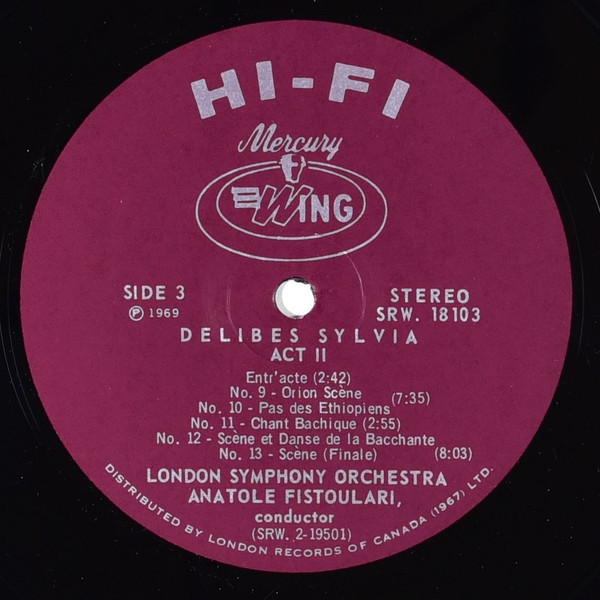 HI-FI
Mercury
WING
SIDE 3
STEREO
℗ 1969
SRW. 18103
DELIBES SYLVIA
ACT II
Entr'acte (2:42)
No. 9 - Orion Scène
(7:35)
No. 10 - Pas des Ethiopiens
No. 11 - Chant Bachique (2:55)
No. 12 - Scène et Danse de la Bacchante
No. 13 - Scène (Finale) (8:03)
LONDON SYMPHONY ORCHESTRA
ANATOLE FISTOULARI,
conductor
(SRW. 2-19501)
DISTRIBUTED BY LONDON RECORDS OF CANADA (1967) LTD.